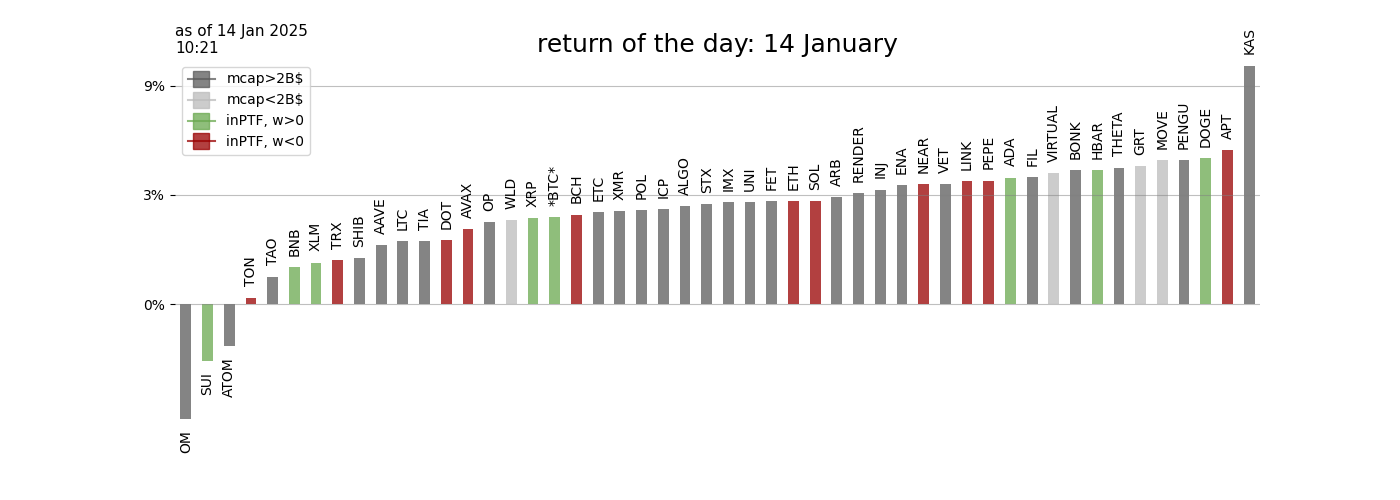 as of 14 Jan 2025
10:21
return of the day: 14 January
mcap>2B$
mcap<2B$
inPTF, w>0
inPTF, w<0
9%
3%
0%
OM
SUI
ATOM
TON
TAO
BNB
XLM
TRX
SHIB
AAVE
LTC
TIA
DOT
AVAX
OP
WLD
XRP
*BTC*
BCH
ETC
XMR
POL
ICP
ALGO
STX
IMX
UNI
FET
ETH
SOL
ARB
RENDER
INJ
ENA
NEAR
VET
LINK
PEPE
ADA
FIL
VIRTUAL
BONK
HBAR
THETA
GRT
MOVE
PENGU
DOGE
APT
KAS